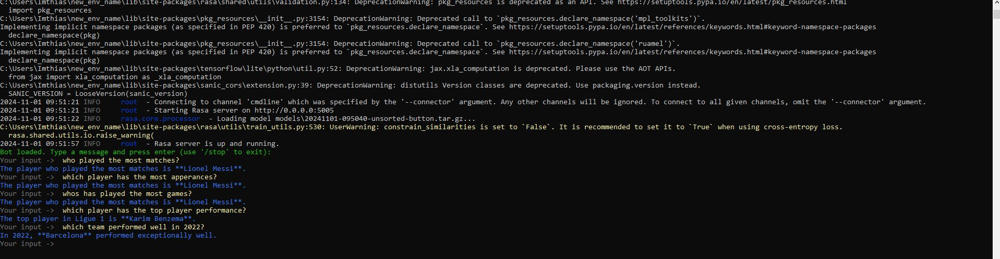 C:\Users\Imthias\new_env_name\lib\site-packages\rasa\shared\utils\validation.py:134: DeprecationWarning: pkg_resources is deprecated as an API. See https://setuptools.pypa.io/en/latest/pkg_resources.html
  import pkg_resources
C:\Users\Imthias\new_env_name\lib\site-packages\pkg_resources\__init__.py:3154: DeprecationWarning: Deprecated call to `pkg_resources.declare_namespace('mpl_toolkits')`.
Implementing implicit namespace packages (as specified in PEP 420) is preferred to `pkg_resources.declare_namespace`. See https://setuptools.pypa.io/en/latest/references/keywords.html#keyword-namespace-packages
  declare_namespace(pkg)
C:\Users\Imthias\new_env_name\lib\site-packages\pkg_resources\__init__.py:3154: DeprecationWarning: Deprecated call to `pkg_resources.declare_namespace('ruamel')`.
Implementing implicit namespace packages (as specified in PEP 420) is preferred to `pkg_resources.declare_namespace`. See https://setuptools.pypa.io/en/latest/references/keywords.html#keyword-namespace-packages
  declare_namespace(pkg)
C:\Users\Imthias\new_env_name\lib\site-packages\tensorflow\lite\python\util.py:52: DeprecationWarning: jax.xla_computation is deprecated. Please use the AOT APIs.
  from jax import xla_computation as _xla_computation
C:\Users\Imthias\new_env_name\lib\site-packages\sanic_cors\extension.py:39: DeprecationWarning: distutils Version classes are deprecated. Use packaging.version instead.
  SANIC_VERSION = LooseVersion(sanic_version)
2024-11-01 09:51:21 INFO     root  - Connecting to channel 'cmdline' which was specified by the '--connector' argument. Any other channels will be ignored. To connect to all given channels, omit the '--connector' argument.
2024-11-01 09:51:21 INFO     root  - Starting Rasa server on http://0.0.0.0:5005
2024-11-01 09:51:22 INFO     rasa.core.processor  - Loading model models\20241101-095040-unsorted-button.tar.gz...
C:\Users\Imthias\new_env_name\lib\site-packages\rasa\utils\train_utils.py:530: UserWarning: constrain_similarities is set to `False`. It is recommended to set it to `True` when using cross-entropy loss.
  rasa.shared.utils.io.raise_warning(
2024-11-01 09:51:57 INFO     root  - Rasa server is up and running.
Bot loaded. Type a message and press enter (use '/stop' to exit):
Your input ->  who played the most matches?
The player who played the most matches is **Lionel Messi**.
Your input ->  which player has the most apperances?
The player who played the most matches is **Lionel Messi**.
Your input ->  whos has played the most games?
The player who played the most matches is **Lionel Messi**.
Your input ->  which player has the top player performance?
The top player in Ligue 1 is **Karim Benzema**.
Your input ->  which team performed well in 2022?
In 2022, **Barcelona** performed exceptionally well.
Your input ->